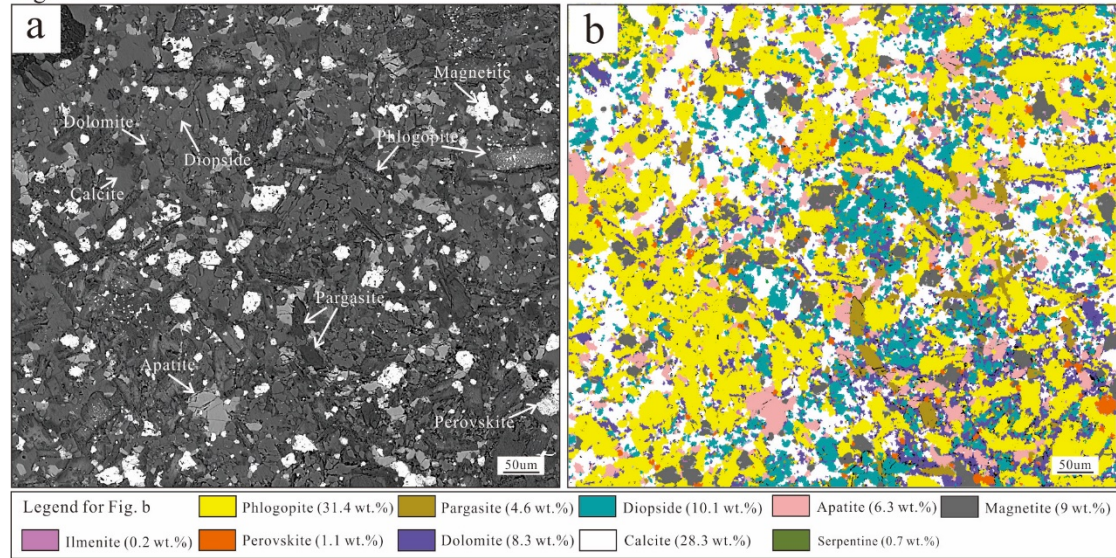 a
b
Magnetite
Dolomite
Phlogopite
Diopside
Calcite
Pargasite
Apatite
Perovskite
50um
50um
Legend for Fig. b
Phlogopite (31.4 wt.%)
Pargasite (4.6 wt.%)
Diopside (10.1 wt.%)
Apatite (6.3 wt.%)
Magnetite (9 wt.%)
Ilmenite (0.2 wt.%)
Perovskite (1.1 wt.%)
Dolomite (8.3 wt.%)
Calcite (28.3 wt.%)
Serpentine (0.7 wt.%)